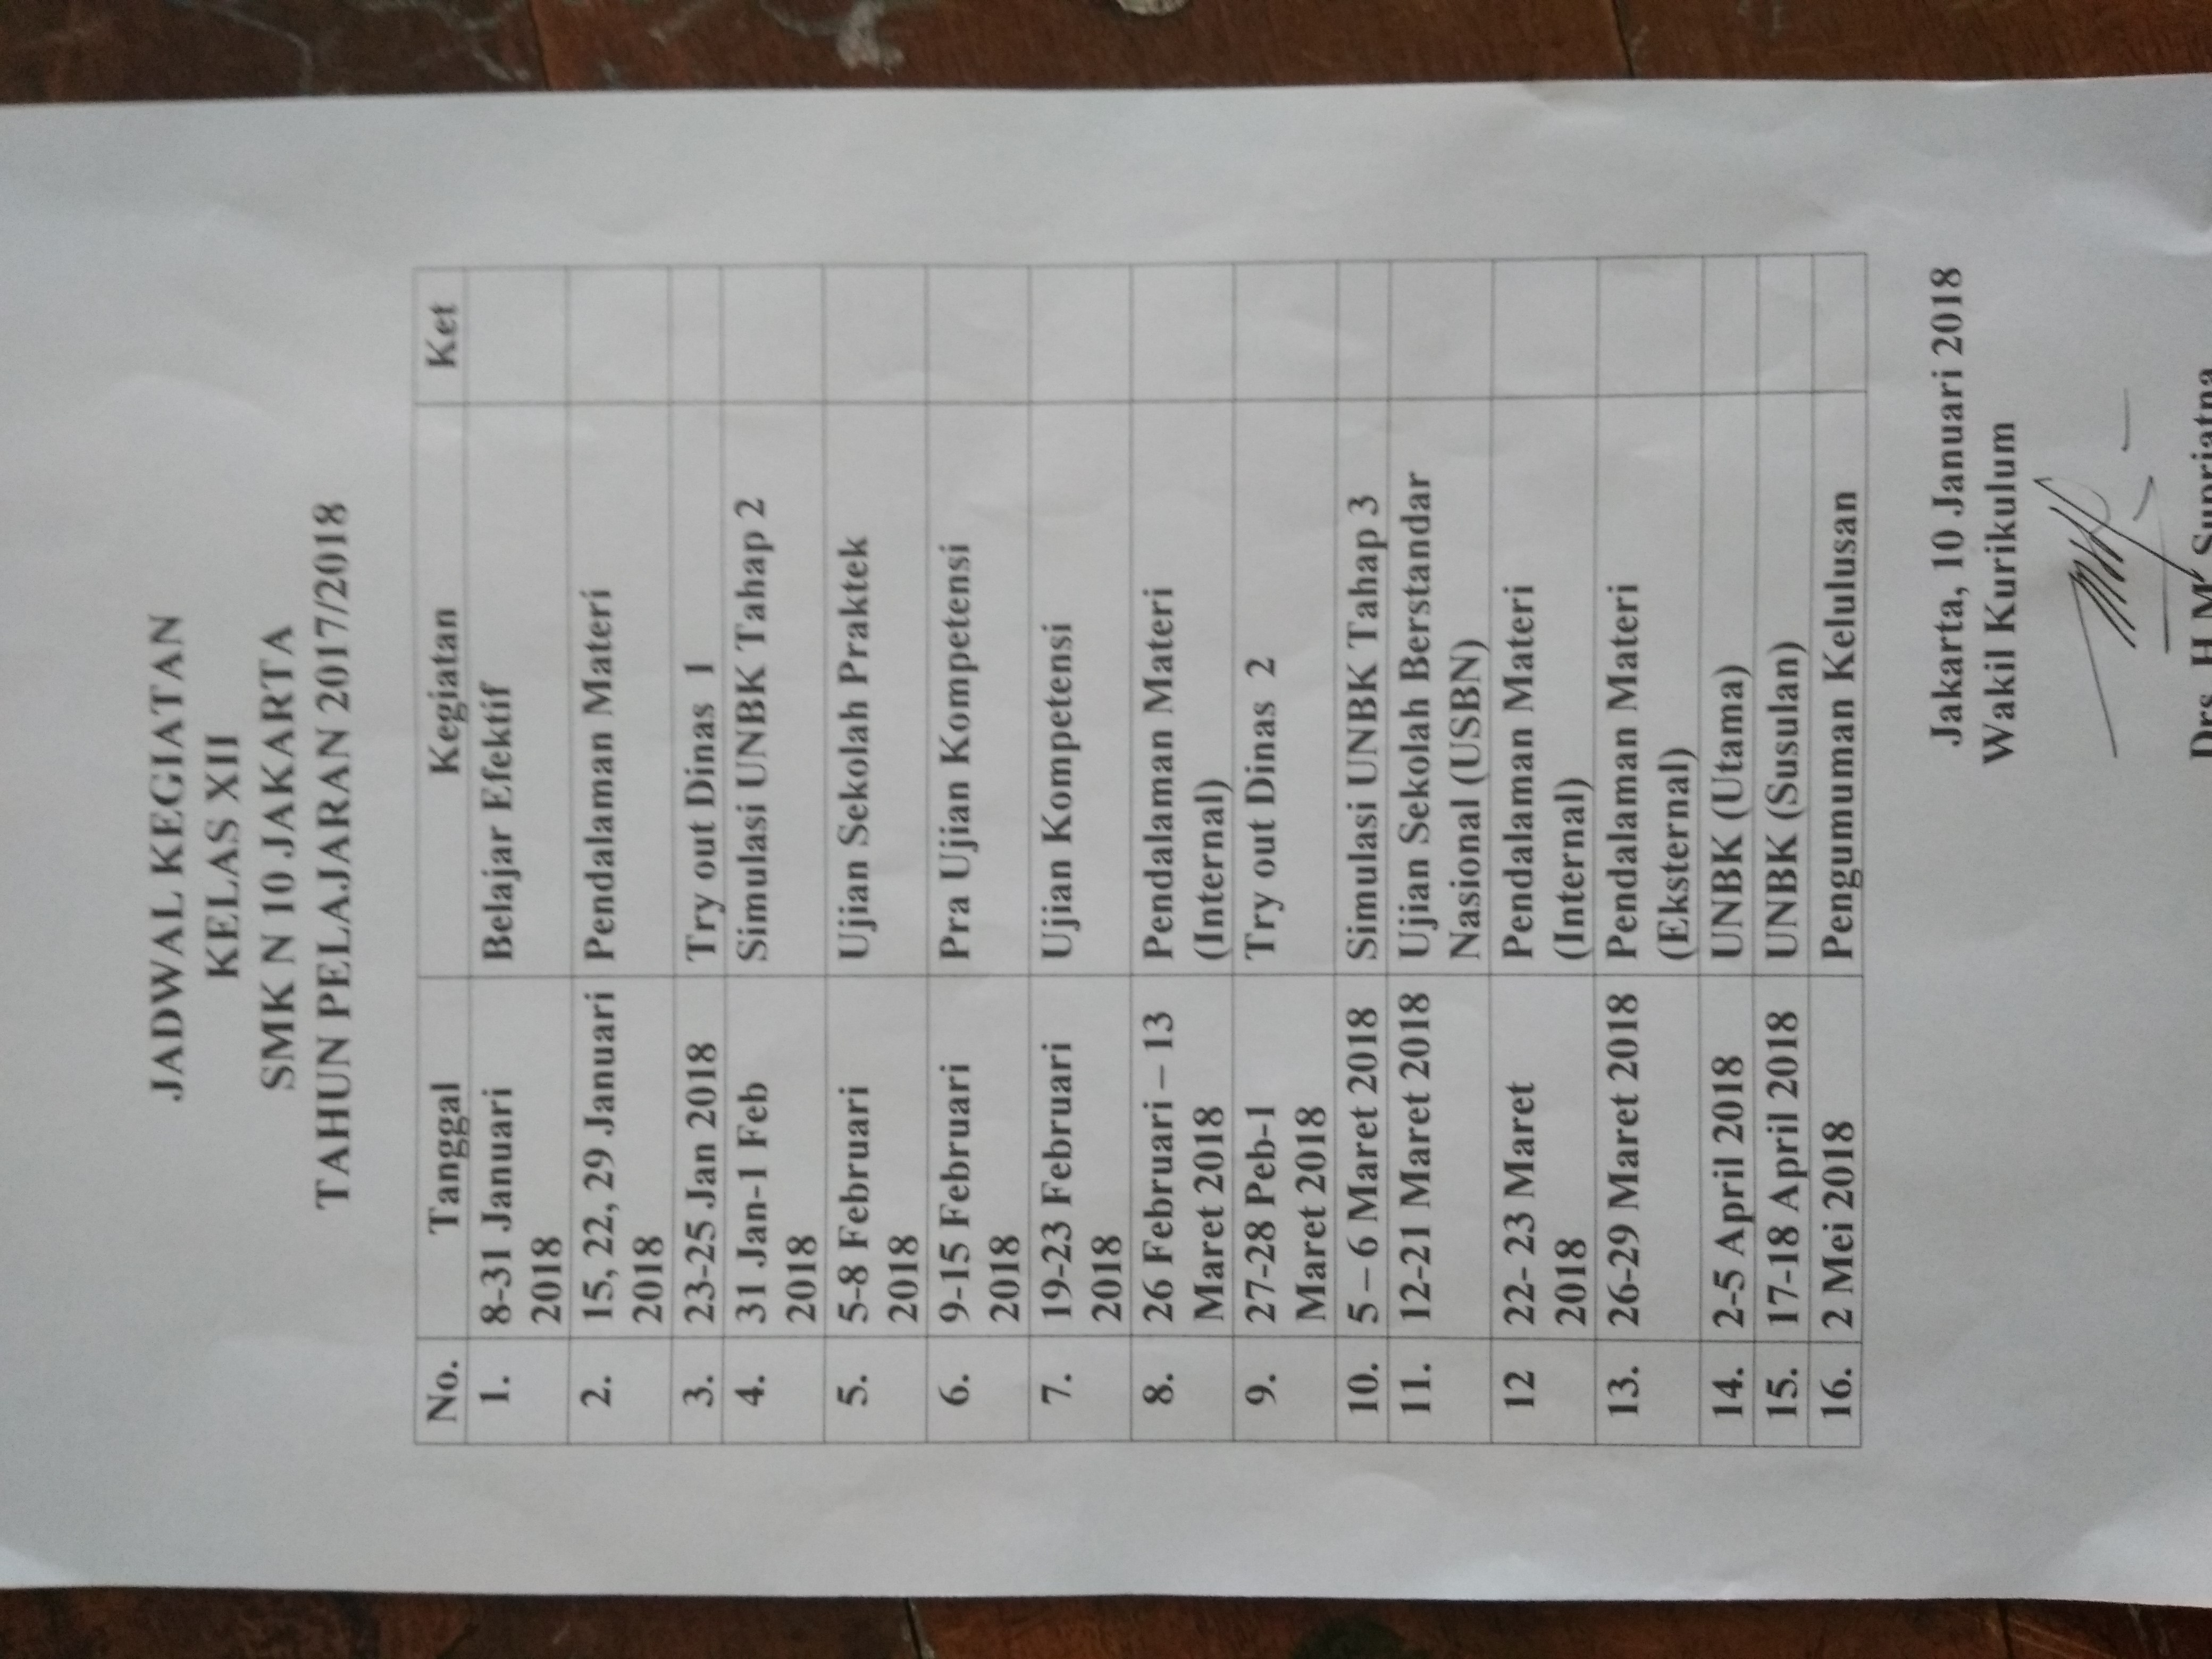 JADWAL KEGIATAN
KELAS XII
SMK N 10 JAKARTA
TAHUN PELAJARAN 2017/2018
No. Tanggal Kegiatan Ket
1. 8-31 Januari Belajar Efektif
2018
2. 15, 22, 29 Januari Pendalaman Materi
2018
3. 23-25 Jan 2018 Try out Dinas 1
4. 31 Jan-1 Feb Simulasi UNBK Tahap 2
2018
5. 5-8 Februari Ujian Sekolah Praktek
2018
6. 9-15 Februari Pra Ujian Kompetensi
2018
7. 19-23 Februari Ujian Kompetensi
2018
8. 26 Februari – 13 Pendalaman Materi
Maret 2018 (Internal)
9. 27-28 Peb-1 Try out Dinas 2
Maret 2018
10. 5 – 6 Maret 2018 Simulasi UNBK Tahap 3
11. 12-21 Maret 2018 Ujian Sekolah Berstandar
Nasional (USBN)
12 22- 23 Maret Pendalaman Materi
2018 (Internal)
13. 26-29 Maret 2018 Pendalaman Materi
(Eksternal)
14. 2-5 April 2018 UNBK (Utama)
15. 17-18 April 2018 UNBK (Susulan)
16. 2 Mei 2018 Pengumuman Kelulusan
Jakarta, 10 Januari 2018
Wakil Kurikulum
Drs. H.M. Supriatna